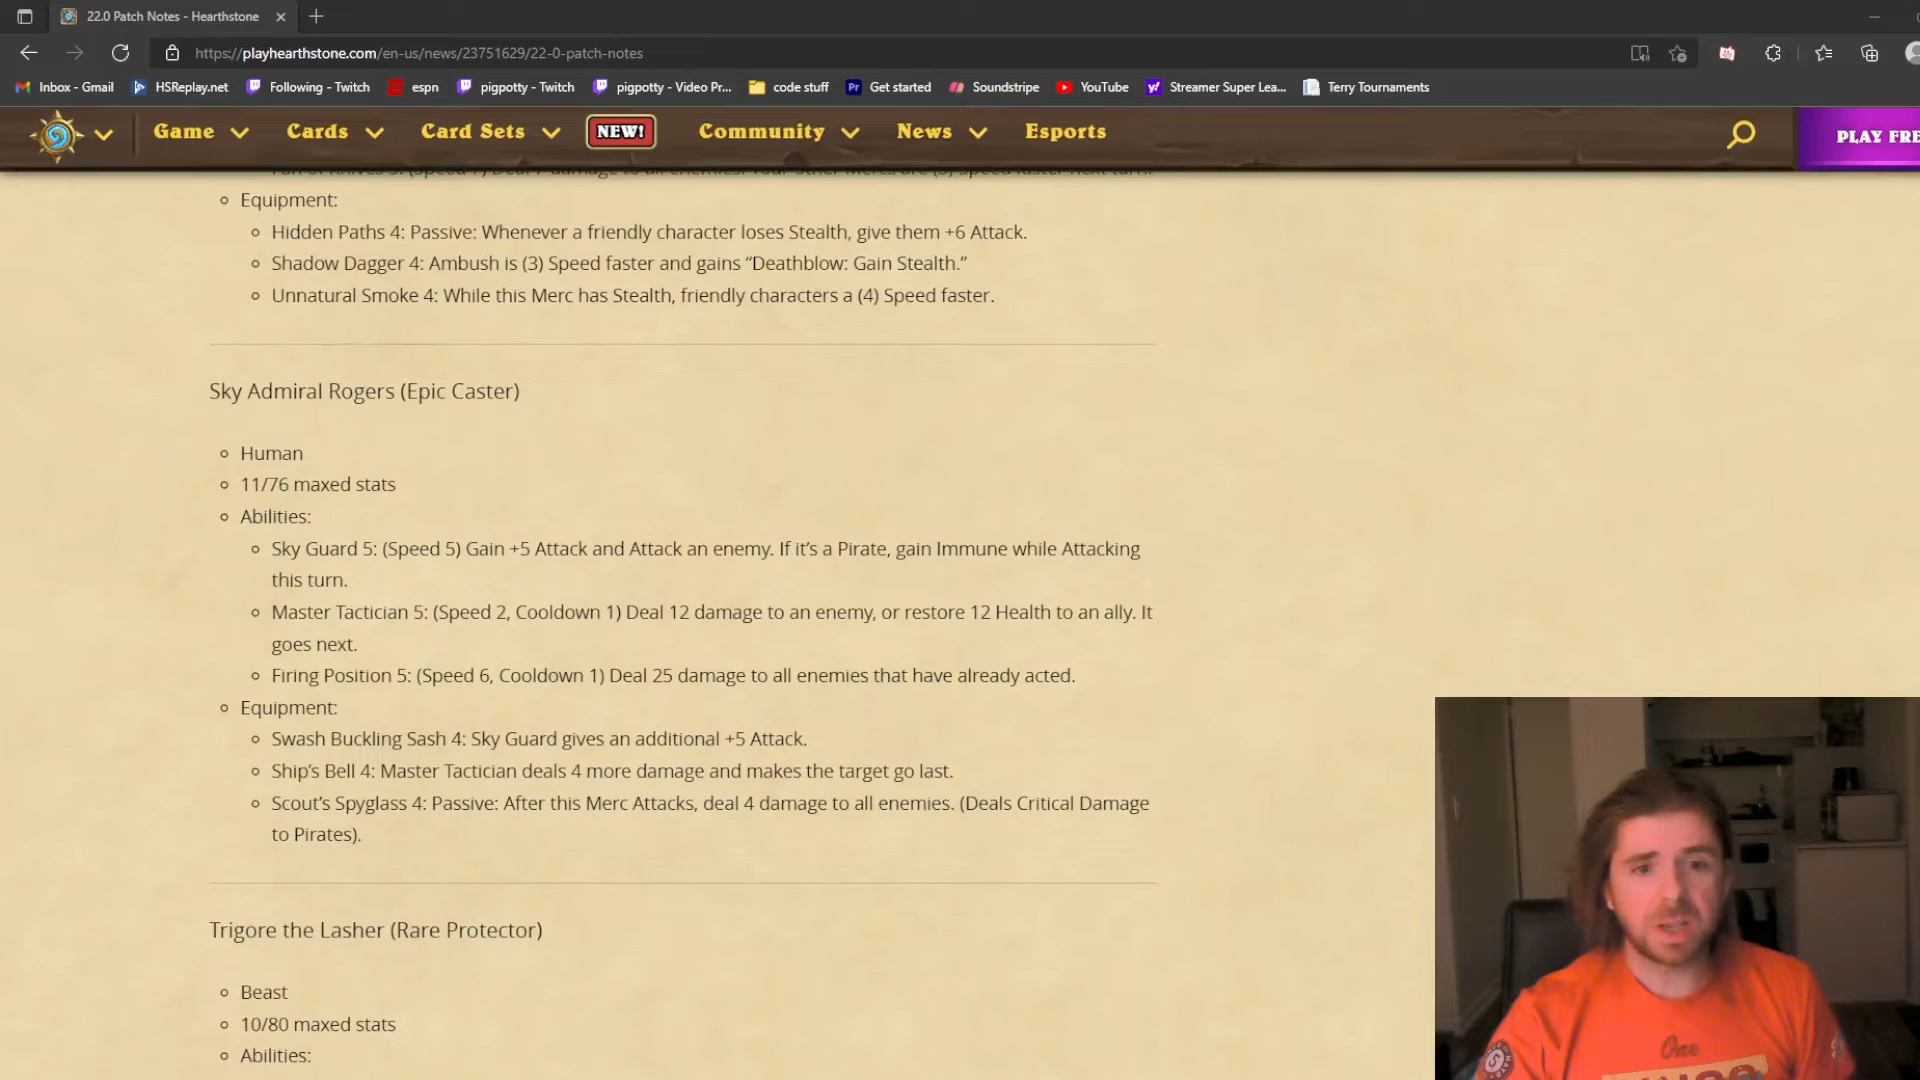 22.0 Patch Notes - Hearthstone
https://playhearthstone.com/en-us/news/23751629/22-0-patch-notes
Inbox - Gmail HSReplay.net Following - Twitch espn pigpotty - Twitch pigpotty - Video Pr... code stuff Pr Get started Soundstripe YouTube Streamer Super Lea... Terry Tournaments
Game Cards Card Sets NEW! Community News Esports PLAY FRE
Equipment:
Hidden Paths 4: Passive: Whenever a friendly character loses Stealth, give them +6 Attack.
Shadow Dagger 4: Ambush is (3) Speed faster and gains “Deathblow: Gain Stealth.”
Unnatural Smoke 4: While this Merc has Stealth, friendly characters a (4) Speed faster.
Sky Admiral Rogers (Epic Caster)
Human
11/76 maxed stats
Abilities:
Sky Guard 5: (Speed 5) Gain +5 Attack and Attack an enemy. If it’s a Pirate, gain Immune while Attacking
this turn.
Master Tactician 5: (Speed 2, Cooldown 1) Deal 12 damage to an enemy, or restore 12 Health to an ally. It
goes next.
Firing Position 5: (Speed 6, Cooldown 1) Deal 25 damage to all enemies that have already acted.
Equipment:
Swash Buckling Sash 4: Sky Guard gives an additional +5 Attack.
Ship’s Bell 4: Master Tactician deals 4 more damage and makes the target go last.
Scout’s Spyglass 4: Passive: After this Merc Attacks, deal 4 damage to all enemies. (Deals Critical Damage
to Pirates).
Trigore the Lasher (Rare Protector)
Beast
10/80 maxed stats
Abilities:
One